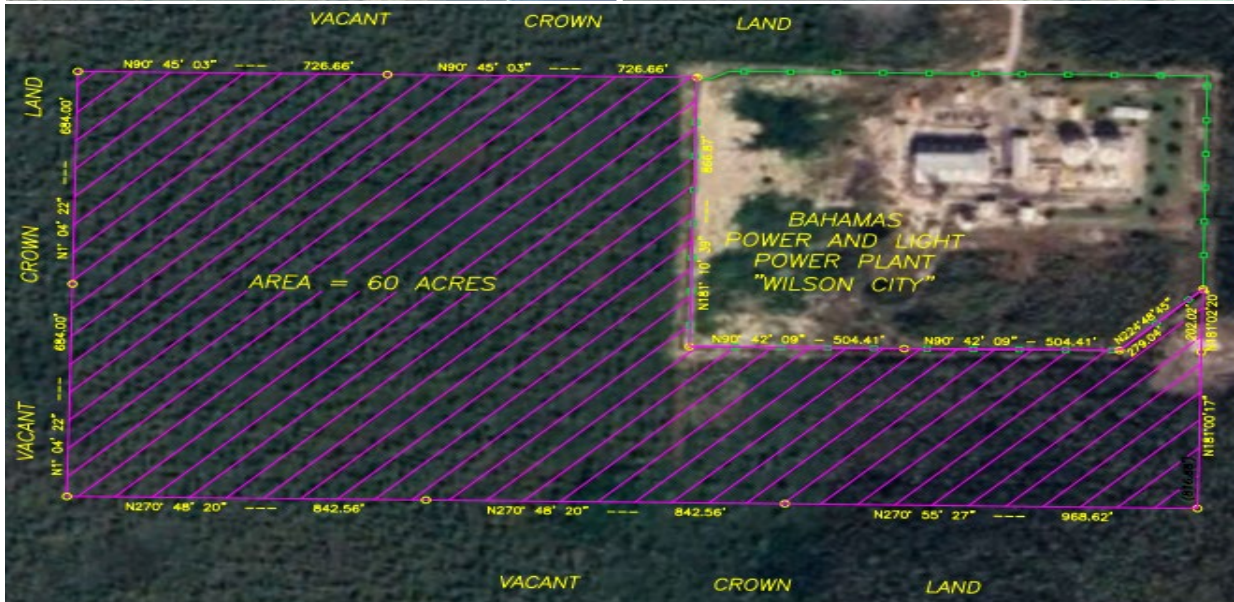 VACANT CROWN LAND
N90° 45' 03" --- 726.66' N90° 45' 03" --- 726.66'
LAND
CROWN
VACANT
684.00'
N1° 04' 22" ---
684.00'
N1° 04' 22" ---
866.87'
N181° 10' 39" ---
BAHAMAS
POWER AND LIGHT
POWER PLANT
"WILSON CITY"
AREA = 60 ACRES
N90° 42' 09" - 504.41' N90° 42' 09" - 504.41'
N224°48'45"
279.04'
202.02'
N181°02'20"
N181°00'17"
N270° 48' 20" --- 842.56' N270° 48' 20" --- 842.56' N270° 55' 27" --- 968.62'
VACANT CROWN LAND